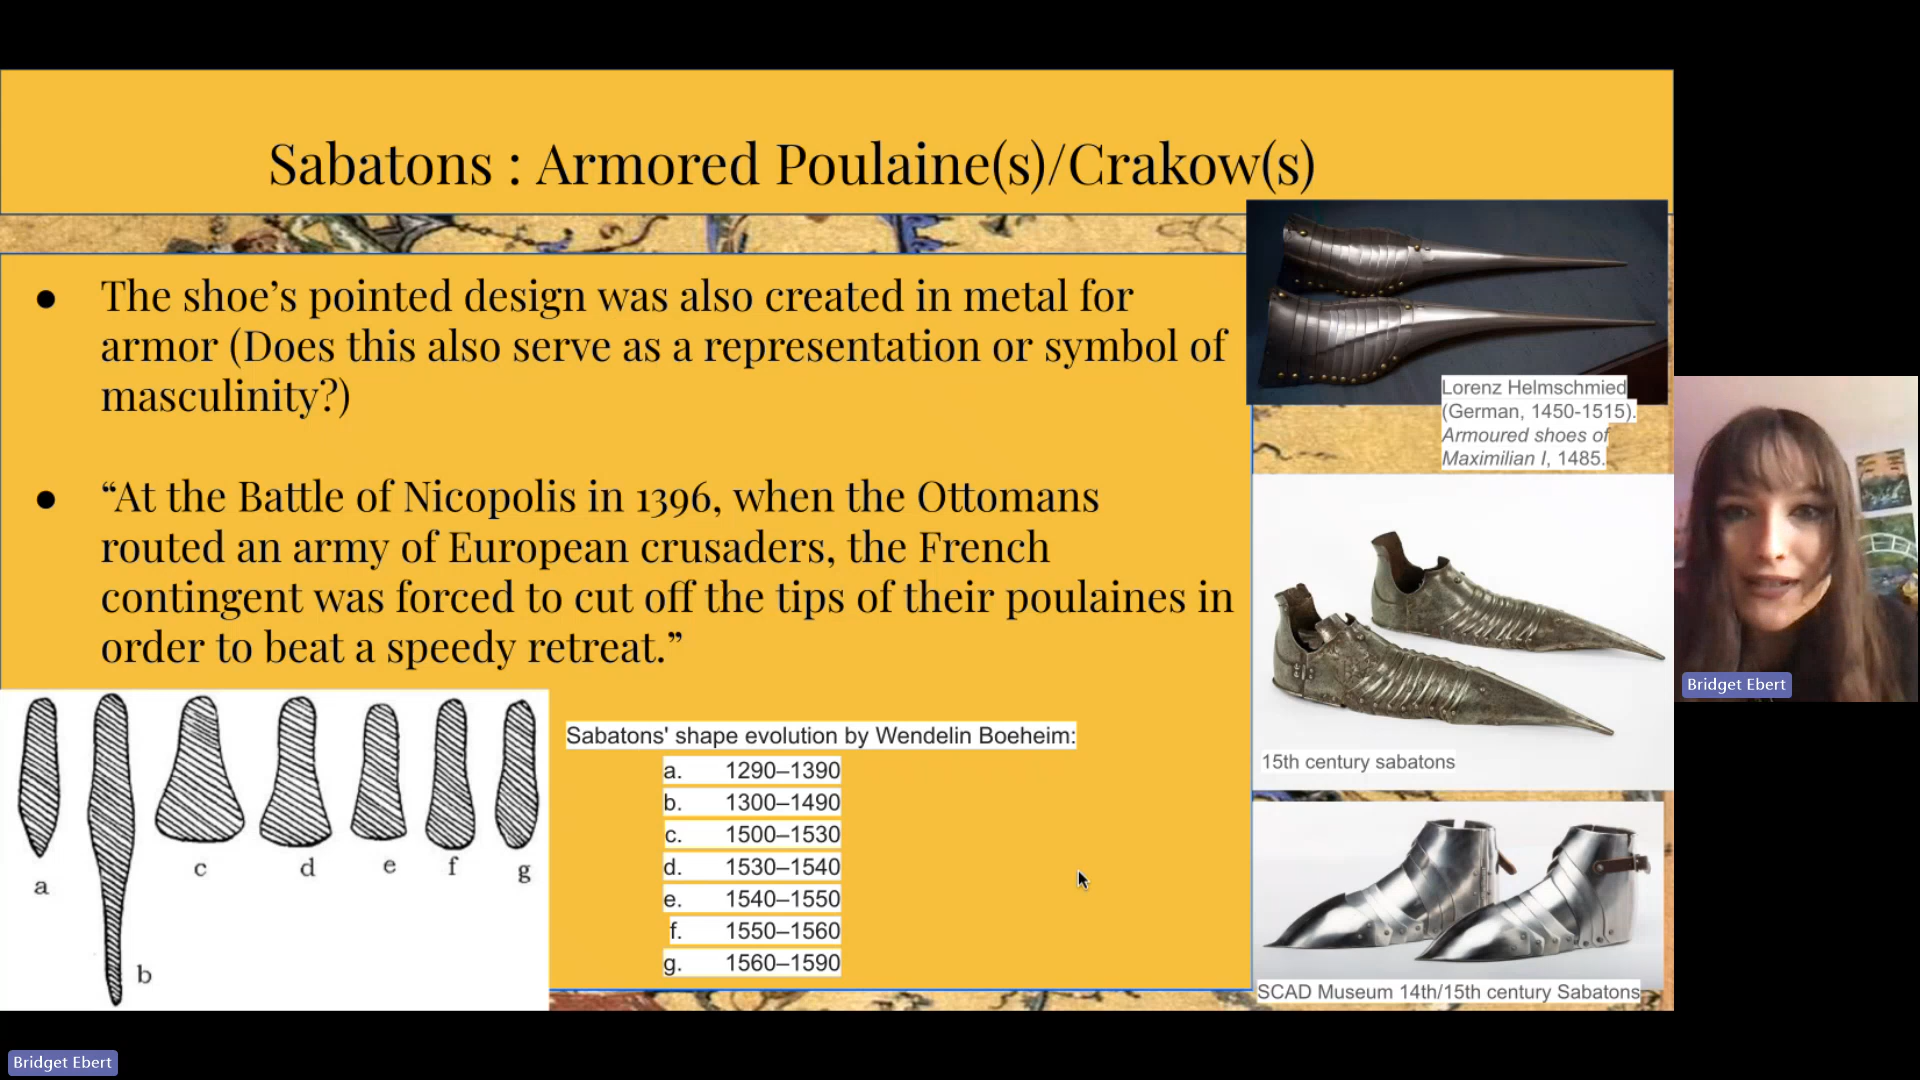 Sabatons : Armored Poulaine(s)/Crakow(s)
● The shoe’s pointed design was also created in metal for
armor (Does this also serve as a representation or symbol of
masculinity?)
● “At the Battle of Nicopolis in 1396, when the Ottomans
routed an army of European crusaders, the French
contingent was forced to cut off the tips of their poulaines in
order to beat a speedy retreat.”
a
b
c
d
e
f
g
Sabatons' shape evolution by Wendelin Boeheim:
a. 1290–1390
b. 1300–1490
c. 1500–1530
d. 1530–1540
e. 1540–1550
f. 1550–1560
g. 1560–1590
Lorenz Helmschmied
(German, 1450-1515).
Armoured shoes of
Maximilian I, 1485.
15th century sabatons
SCAD Museum 14th/15th century Sabatons
Bridget Ebert
Bridget Ebert